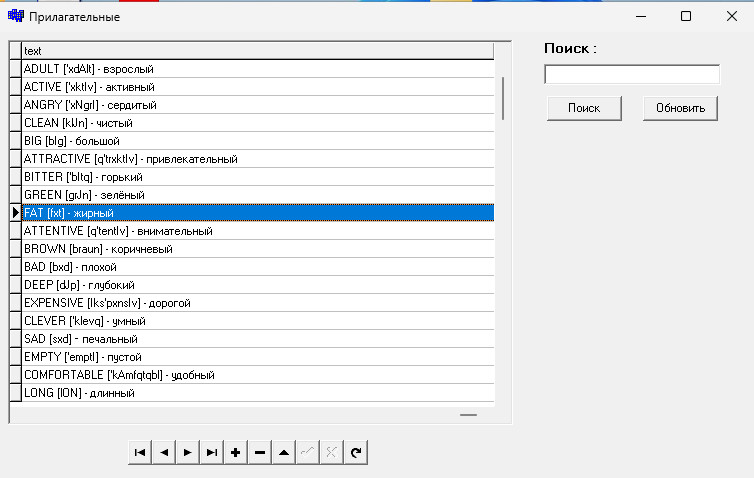 Прилагательные
text
Поиск :
ADULT ['xdAlt] - взрослый
ACTIVE ['xktIv] - активный
ANGRY ['xNgrI] - сердитый
CLEAN [klJn] - чистый
BIG [bIg] - большой
ATTRACTIVE [q'trxktIv] - привлекательный
BITTER ['bItq] - горький
GREEN [grJn] - зелёный
FAT [fxt] - жирный
ATTENTIVE [q'tentIv] - внимательный
BROWN [braun] - коричневый
BAD [bxd] - плохой
DEEP [dJp] - глубокий
EXPENSIVE [Iks'pxnsIv] - дорогой
CLEVER ['klevq] - умный
SAD [sxd] - печальный
EMPTY ['emptI] - пустой
COMFORTABLE ['kAmfqtqbl] - удобный
LONG [lON] - длинный
Поиск
Обновить